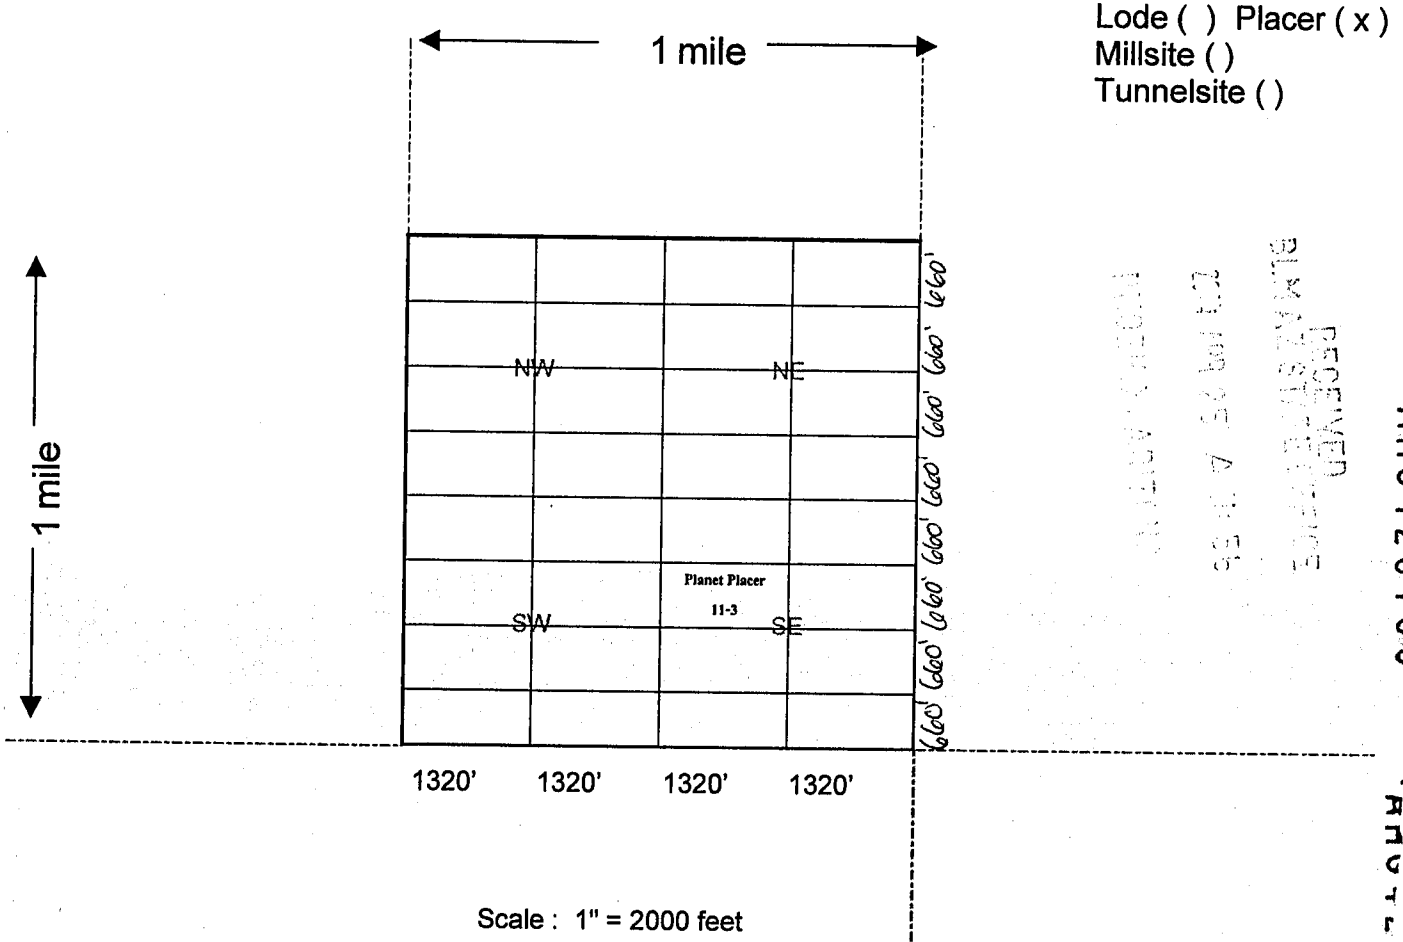 Lode ( ) Placer ( x )
Millsite ( )
Tunnelsite ( )
1 mile
1 mile
660'
660'
660'
660'
660'
660'
660'
660'
NW
NE
Planet Placer
11-3
SW
SE
1320' 1320' 1320' 1320'
Scale : 1" = 2000 feet
RECEIVED
BLM AZ STATE OFFICE